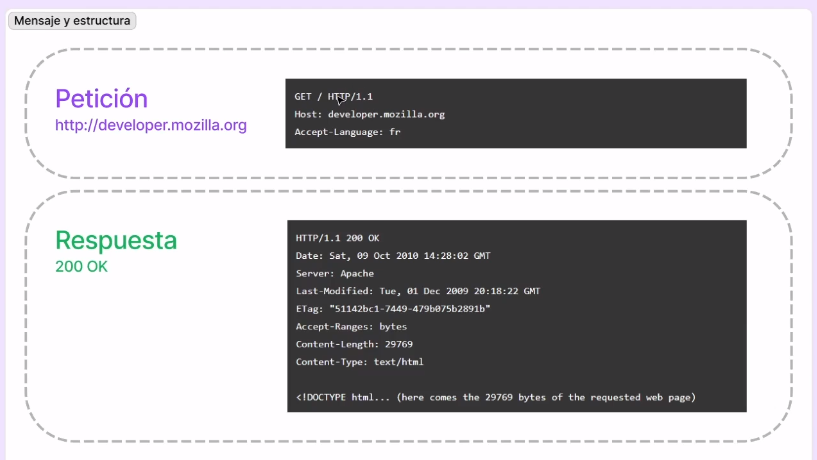 Mensaje y estructura
Petición
http://developer.mozilla.org
GET / HTTP/1.1
Host: developer.mozilla.org
Accept-Language: fr
Respuesta
200 OK
HTTP/1.1 200 OK
Date: Sat, 09 Oct 2010 14:28:02 GMT
Server: Apache
Last-Modified: Tue, 01 Dec 2009 20:18:22 GMT
ETag: "51142bc1-7449-479b075b2891b"
Accept-Ranges: bytes
Content-Length: 29769
Content-Type: text/html
<!DOCTYPE html... (here comes the 29769 bytes of the requested web page)